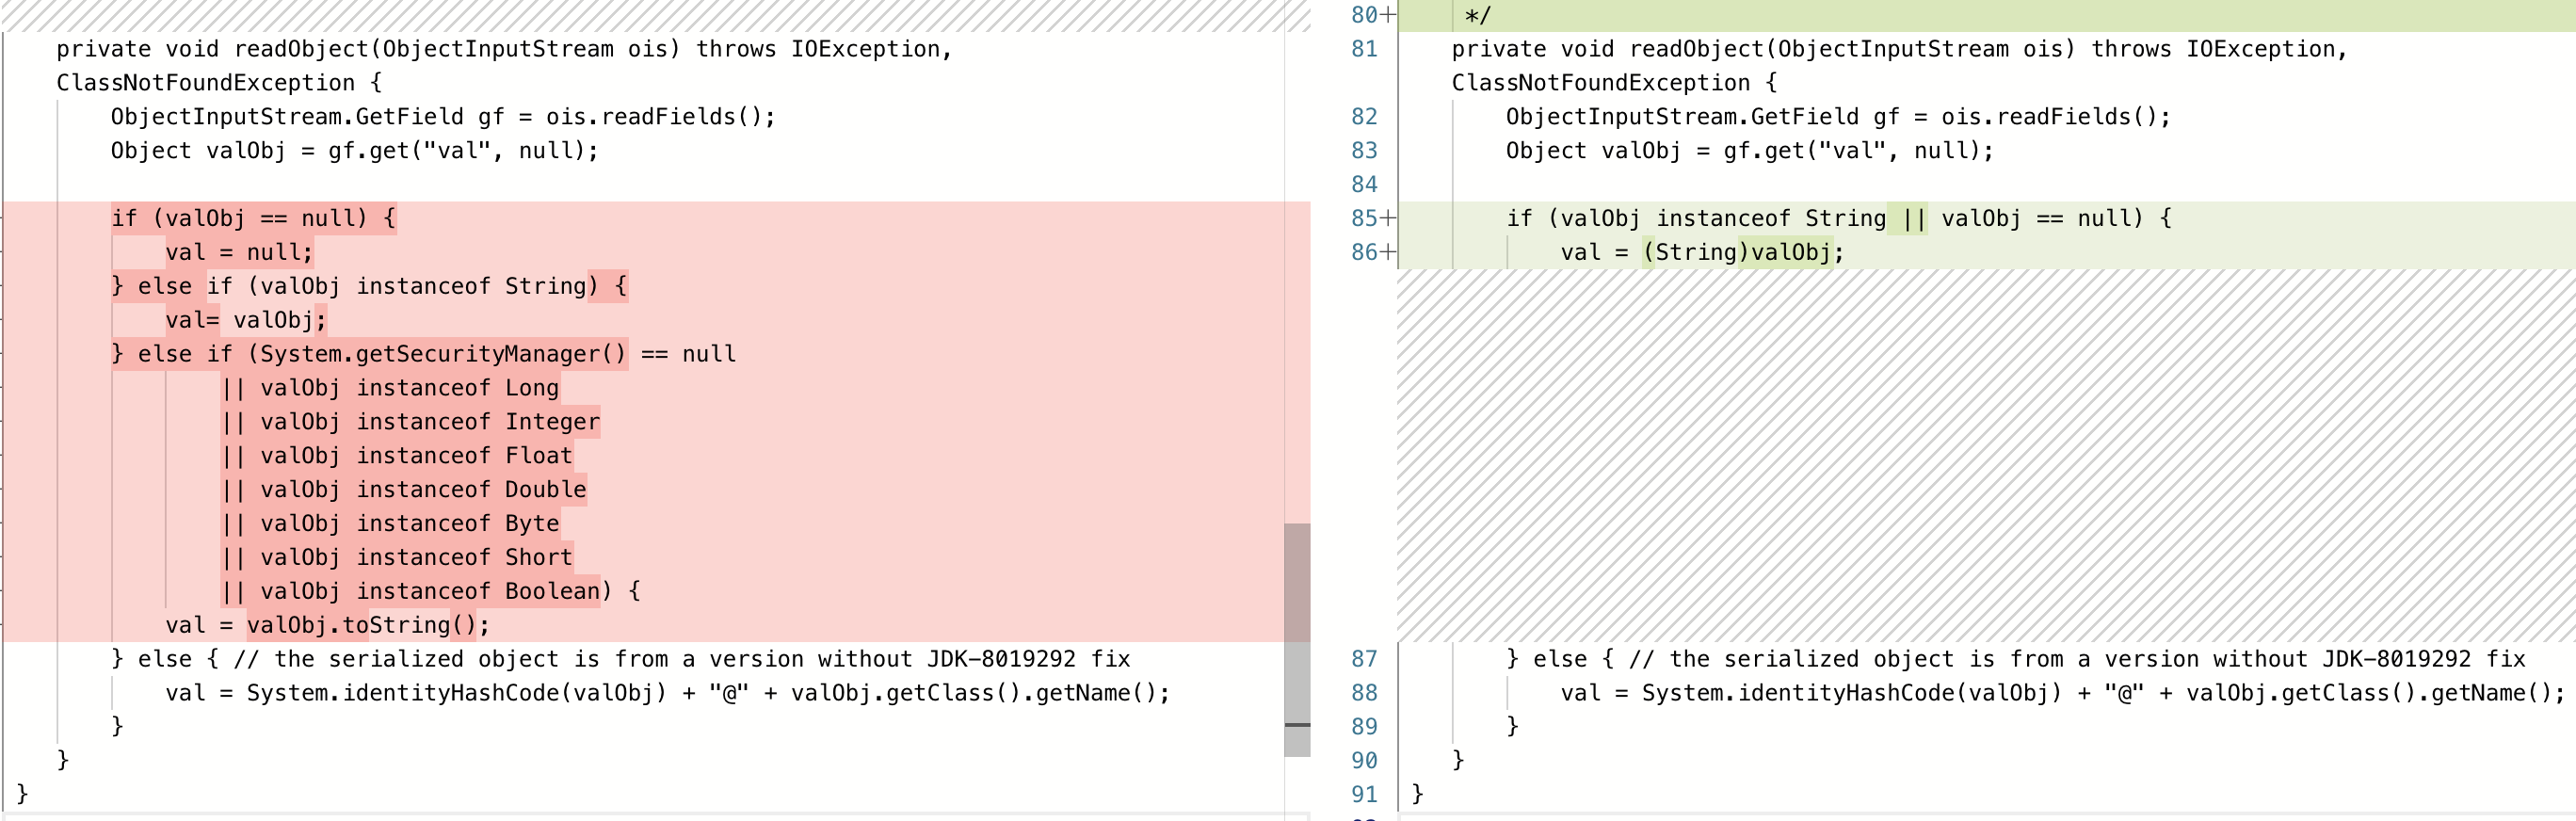 private void readObject(ObjectInputStream ois) throws IOException,
ClassNotFoundException {
ObjectInputStream.GetField gf = ois.readFields();
Object valObj = gf.get("val", null);
if (valObj == null) {
val = null;
} else if (valObj instanceof String) {
val= valObj;
} else if (System.getSecurityManager() == null
|| valObj instanceof Long
|| valObj instanceof Integer
|| valObj instanceof Float
|| valObj instanceof Double
|| valObj instanceof Byte
|| valObj instanceof Short
|| valObj instanceof Boolean) {
val = valObj.toString();
} else { // the serialized object is from a version without JDK-8019292 fix
val = System.identityHashCode(valObj) + "@" + valObj.getClass().getName();
}
}
}
80+ */
81 private void readObject(ObjectInputStream ois) throws IOException,
ClassNotFoundException {
82 ObjectInputStream.GetField gf = ois.readFields();
83 Object valObj = gf.get("val", null);
84
85+ if (valObj instanceof String || valObj == null) {
86+ val = (String)valObj;
87 } else { // the serialized object is from a version without JDK-8019292 fix
88 val = System.identityHashCode(valObj) + "@" + valObj.getClass().getName();
89 }
90 }
91 }